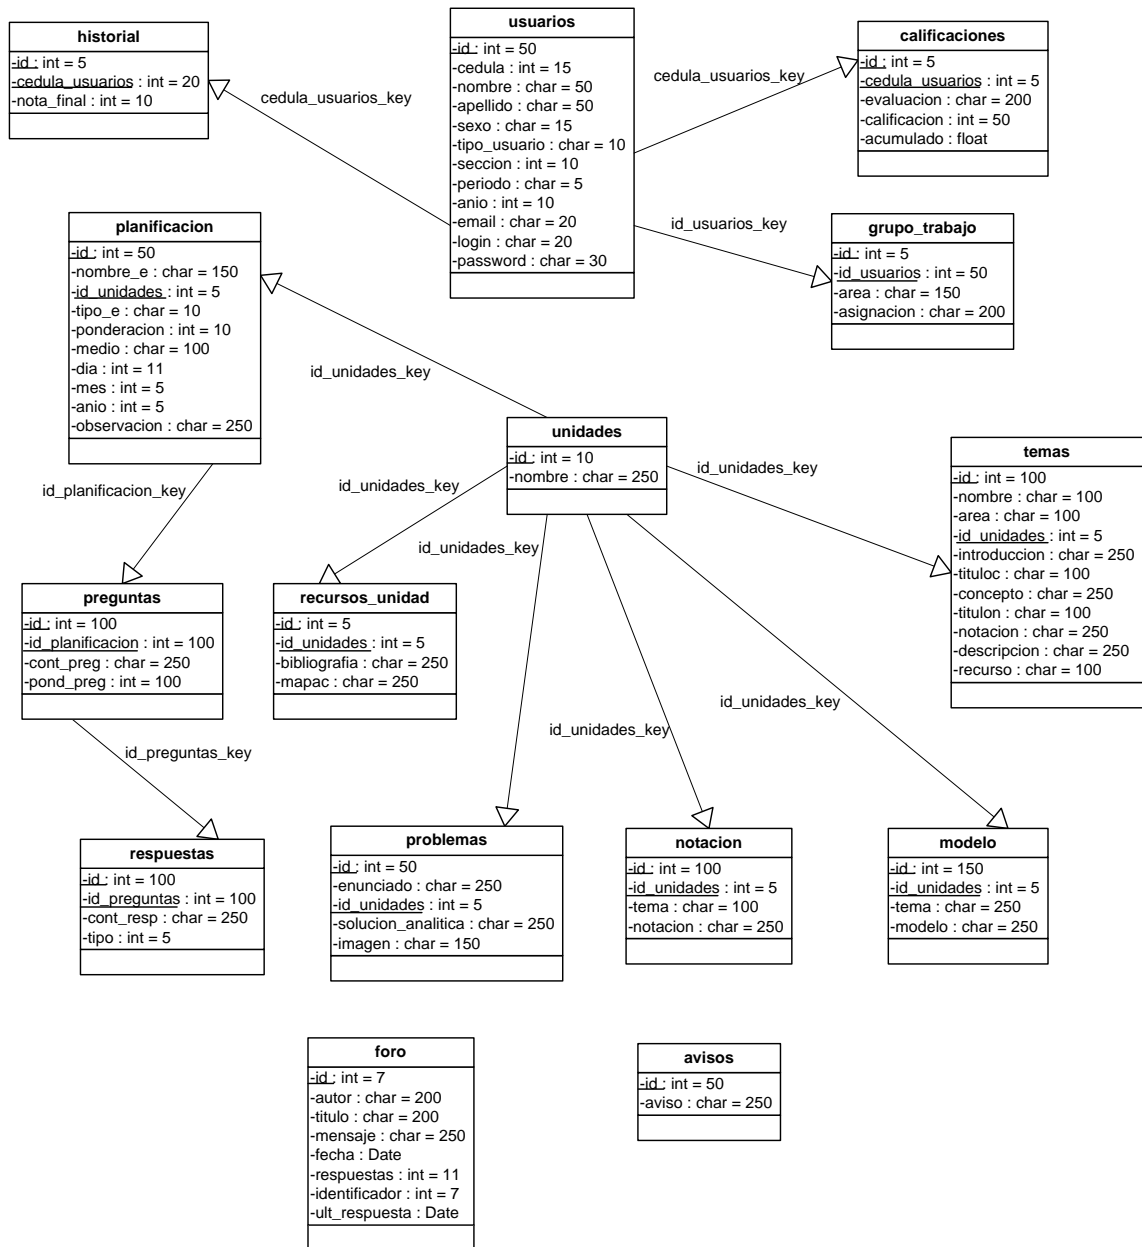 historial
-id : int = 5
-cedula_usuarios : int = 20
-nota_final : int = 10
usuarios
-id : int = 50
-cedula : int = 15
-nombre : char = 50
-apellido : char = 50
-sexo : char = 15
-tipo_usuario : char = 10
-seccion : int = 10
-periodo : char = 5
-anio : int = 10
-email : char = 20
-login : char = 20
-password : char = 30
calificaciones
-id : int = 5
-cedula_usuarios : int = 5
-evaluacion : char = 200
-calificacion : int = 50
-acumulado : float
cedula_usuarios_key
cedula_usuarios_key
id_usuarios_key
grupo_trabajo
-id : int = 5
-id_usuarios : int = 50
-area : char = 150
-asignacion : char = 200
planificacion
-id : int = 50
-nombre_e : char = 150
-id_unidades : int = 5
-tipo_e : char = 10
-ponderacion : int = 10
-medio : char = 100
-dia : int = 11
-mes : int = 5
-anio : int = 5
-observacion : char = 250
id_unidades_key
unidades
-id : int = 10
-nombre : char = 250
id_planificacion_key
id_unidades_key
id_unidades_key
id_unidades_key
temas
-id : int = 100
-nombre : char = 100
-area : char = 100
-id_unidades : int = 5
-introduccion : char = 250
-tituloc : char = 100
-concepto : char = 250
-titulon : char = 100
-notacion : char = 250
-descripcion : char = 250
-recurso : char = 100
preguntas
-id : int = 100
-id_planificacion : int = 100
-cont_preg : char = 250
-pond_preg : int = 100
recursos_unidad
-id : int = 5
-id_unidades : int = 5
-bibliografia : char = 250
-mapac : char = 250
id_preguntas_key
id_unidades_key
id_unidades_key
respuestas
-id : int = 100
-id_preguntas : int = 100
-cont_resp : char = 250
-tipo : int = 5
problemas
-id : int = 50
-enunciado : char = 250
-id_unidades : int = 5
-solucion_analitica : char = 250
-imagen : char = 150
notacion
-id : int = 100
-id_unidades : int = 5
-tema : char = 100
-notacion : char = 250
modelo
-id : int = 150
-id_unidades : int = 5
-tema : char = 250
-modelo : char = 250
foro
-id : int = 7
-autor : char = 200
-titulo : char = 200
-mensaje : char = 250
-fecha : Date
-respuestas : int = 11
-identificador : int = 7
-ult_respuesta : Date
avisos
-id : int = 50
-aviso : char = 250